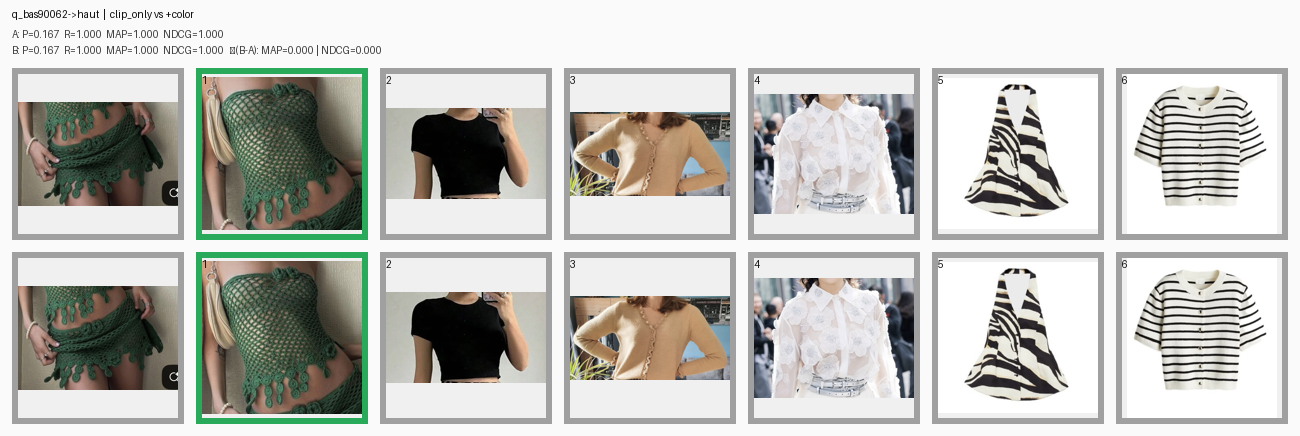 q_bas90062->haut | clip_only vs +color
A: P=0.167 R=1.000 MAP=1.000 NDCG=1.000
B: P=0.167 R=1.000 MAP=1.000 NDCG=1.000 (B-A): MAP=0.000 | NDCG=0.000
1 2 3 4 5 6
1 2 3 4 5 6